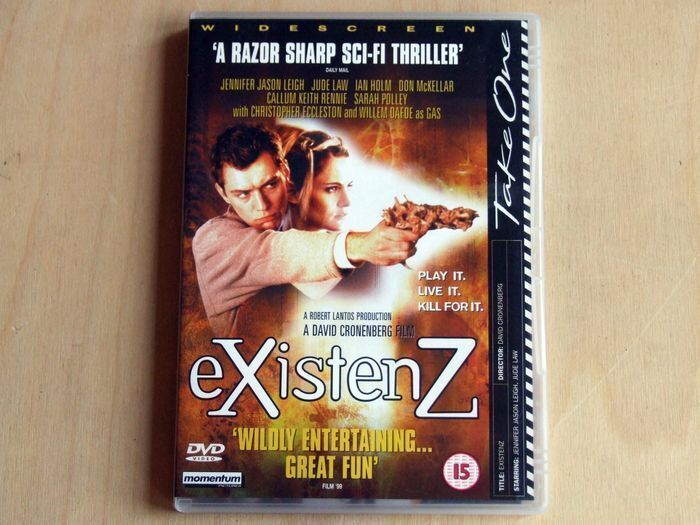 WIDESCREEN
'A RAZOR SHARP SCI-FI THRILLER'
DAILY MAIL
JENNIFER JASON LEIGH JUDE LAW IAN HOLM DON McKELLAR
CALLUM KEITH RENNIE SARAH POLLEY
with CHRISTOPHER ECCLESTON and WILLEM DAFOE as GAS
PLAY IT.
LIVE IT.
KILL FOR IT.
A ROBERT LANTOS PRODUCTION
A DAVID CRONENBERG FILM
eXistenZ
'WILDLY ENTERTAINING...
GREAT FUN'
FILM '99
DVD
VIDEO
momentum
PICTURES
15
Take One
TITLE: EXISTENZ
DIRECTOR: DAVID CRONENBERG
STARRING: JENNIFER JASON LEIGH, JUDE LAW